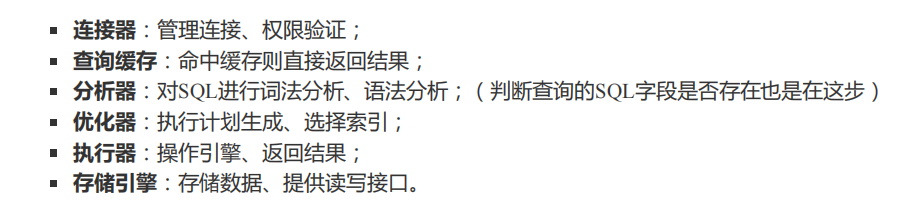 连接器：管理连接、权限验证；
查询缓存：命中缓存则直接返回结果；
分析器：对SQL进行词法分析、语法分析；（判断查询的SQL字段是否存在也是在这步）
优化器：执行计划生成、选择索引；
执行器：操作引擎、返回结果；
存储引擎：存储数据、提供读写接口。